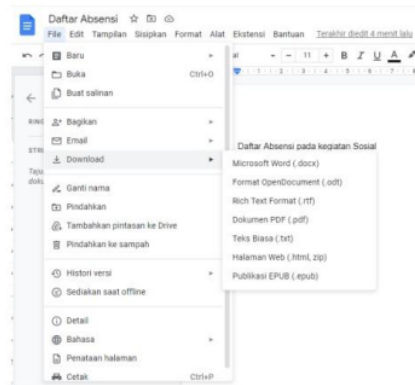 Daftar Absensi
File Edit Tampilan Sisipkan Format Alat Ekstensi Bantuan Terakhir diedit 4 menit lalu
11 B I U A
Baru
Buka Ctrl+O
Buat salinan
Bagikan
Email
Download
Ganti nama
Pindahkan
Tambahkan pintasan ke Drive
Pindahkan ke sampah
Histori versi
Sediakan saat offline
Detail
Bahasa
Penataan halaman
Cetak Ctrl+P
Daftar Absensi pada kegiatan Sosial
Microsoft Word (.docx)
Format OpenDocument (.odt)
Rich Text Format (.rtf)
Dokumen PDF (.pdf)
Teks Biasa (.txt)
Halaman Web (.html, zip)
Publikasi EPUB (.epub)